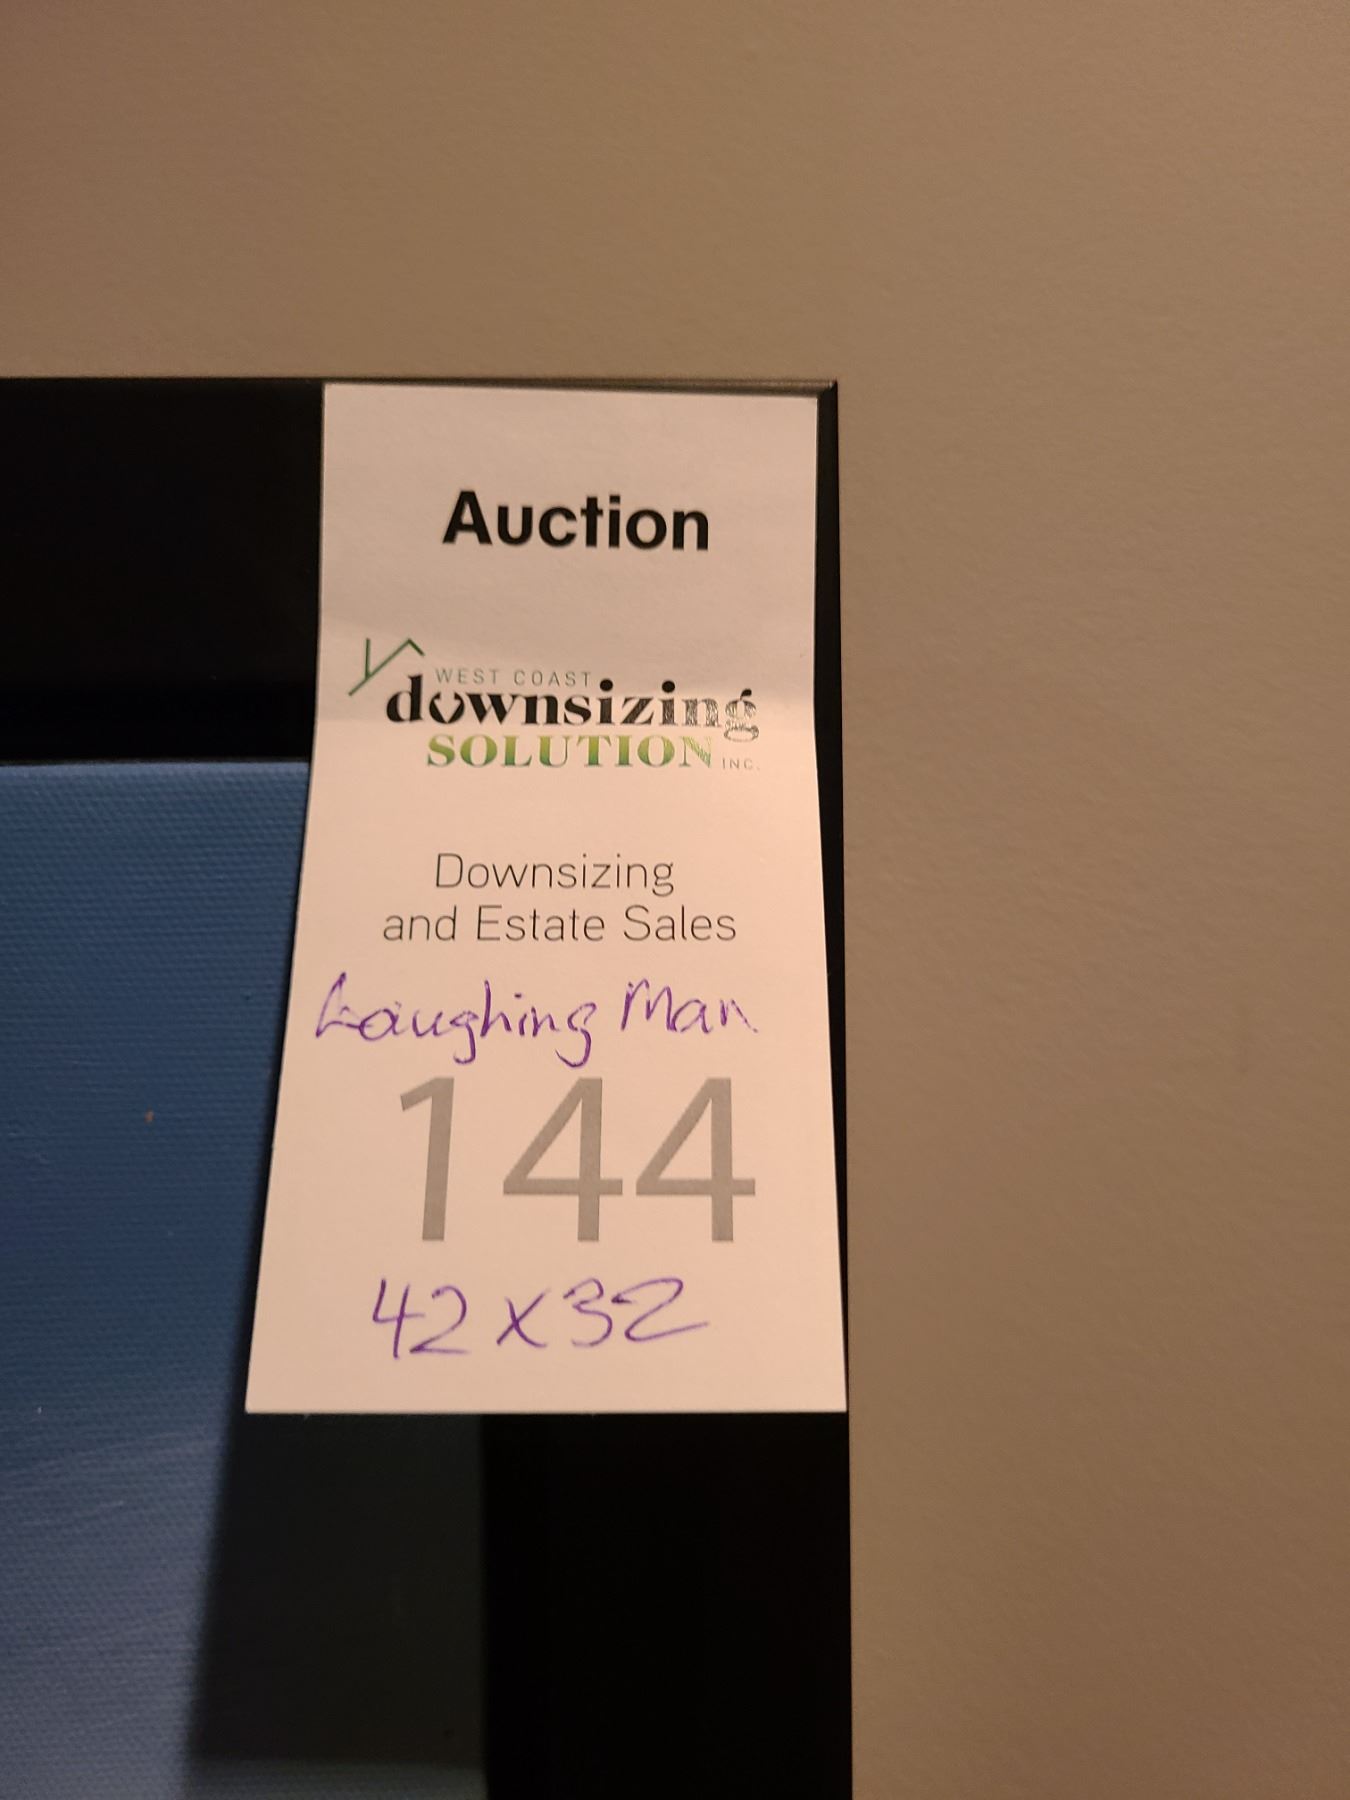 Auction
WEST COAST
downsizing
SOLUTION INC.
Downsizing
and Estate Sales
Laughing Man
144
42 x 32